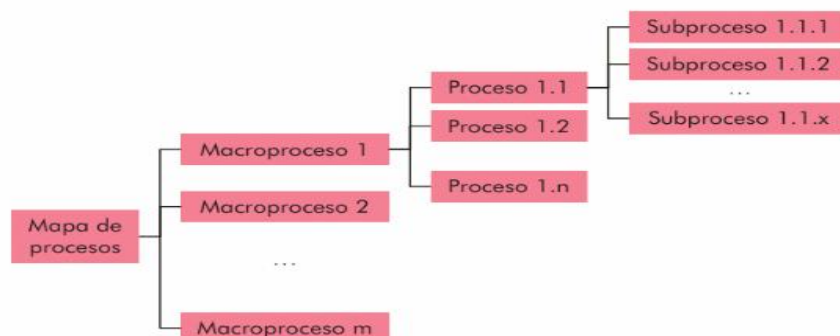 Subproceso 1.1.1
Subproceso 1.1.2
...
Subproceso 1.1.x
Proceso 1.1
Proceso 1.2
Proceso 1.n
Macroproceso 1
Macroproceso 2
...
Macroproceso m
Mapa de
procesos